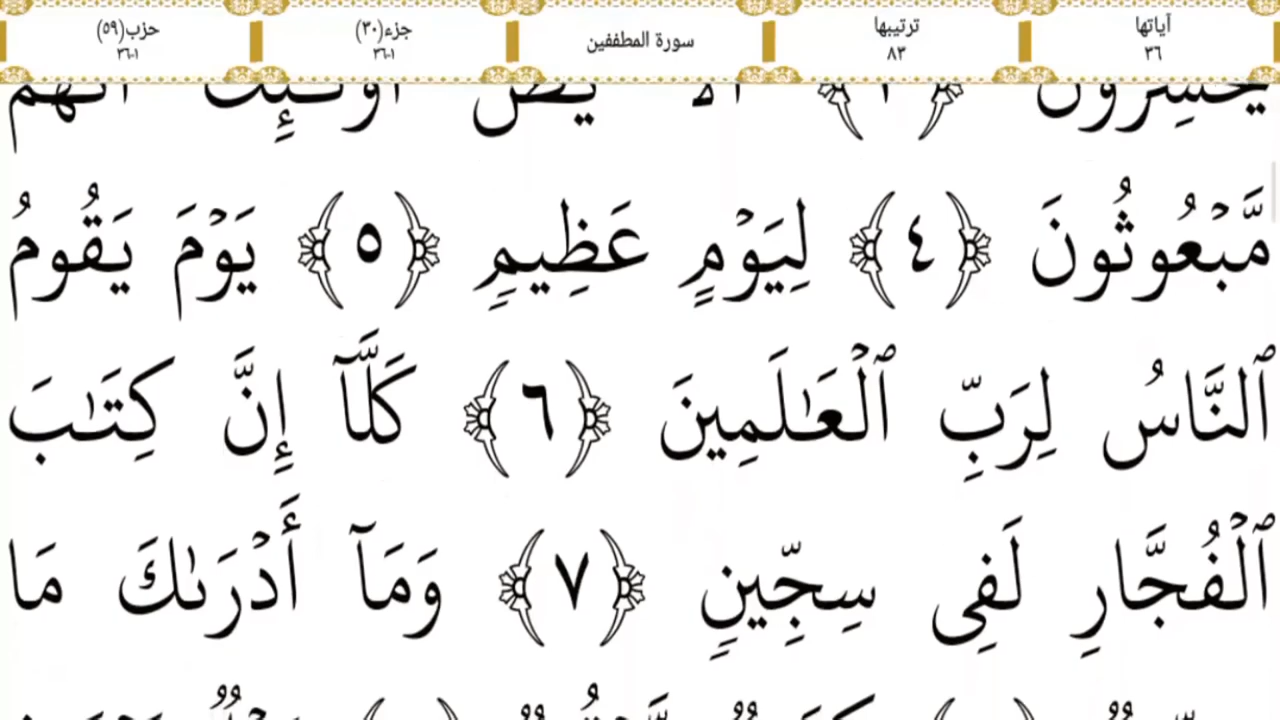 آياتها ترتيبها سورة المطففين جزء(٣٠) حزب(٥٩)
٣٦ ٨٣ ٣٦-١ ٣٦-١
يُخْسِرُونَ
مَّبْعُوثُونَ ﴿٤﴾ لِيَوْمٍ عَظِيمٍ ﴿٥﴾ يَوْمَ يَقُومُ
ٱلنَّاسُ لِرَبِّ ٱلْعَٰلَمِينَ ﴿٦﴾ كَلَّآ إِنَّ كِتَٰبَ
ٱلْفُجَّارِ لَفِى سِجِّينٍ ﴿٧﴾ وَمَآ أَدْرَىٰكَ مَا